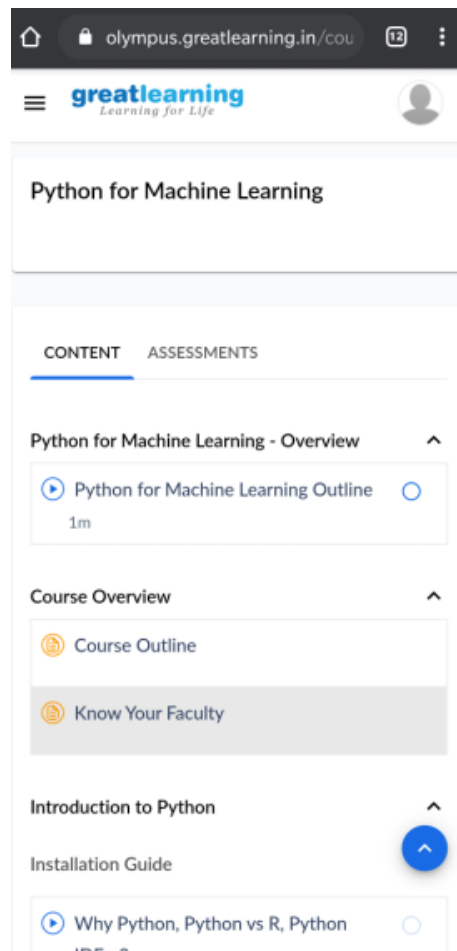 olympus.greatlearning.in/cou
12
greatlearning
Learning for Life
Python for Machine Learning
CONTENT ASSESSMENTS
Python for Machine Learning - Overview
Python for Machine Learning Outline
1m
Course Overview
Course Outline
Know Your Faculty
Introduction to Python
Installation Guide
Why Python, Python vs R, Python